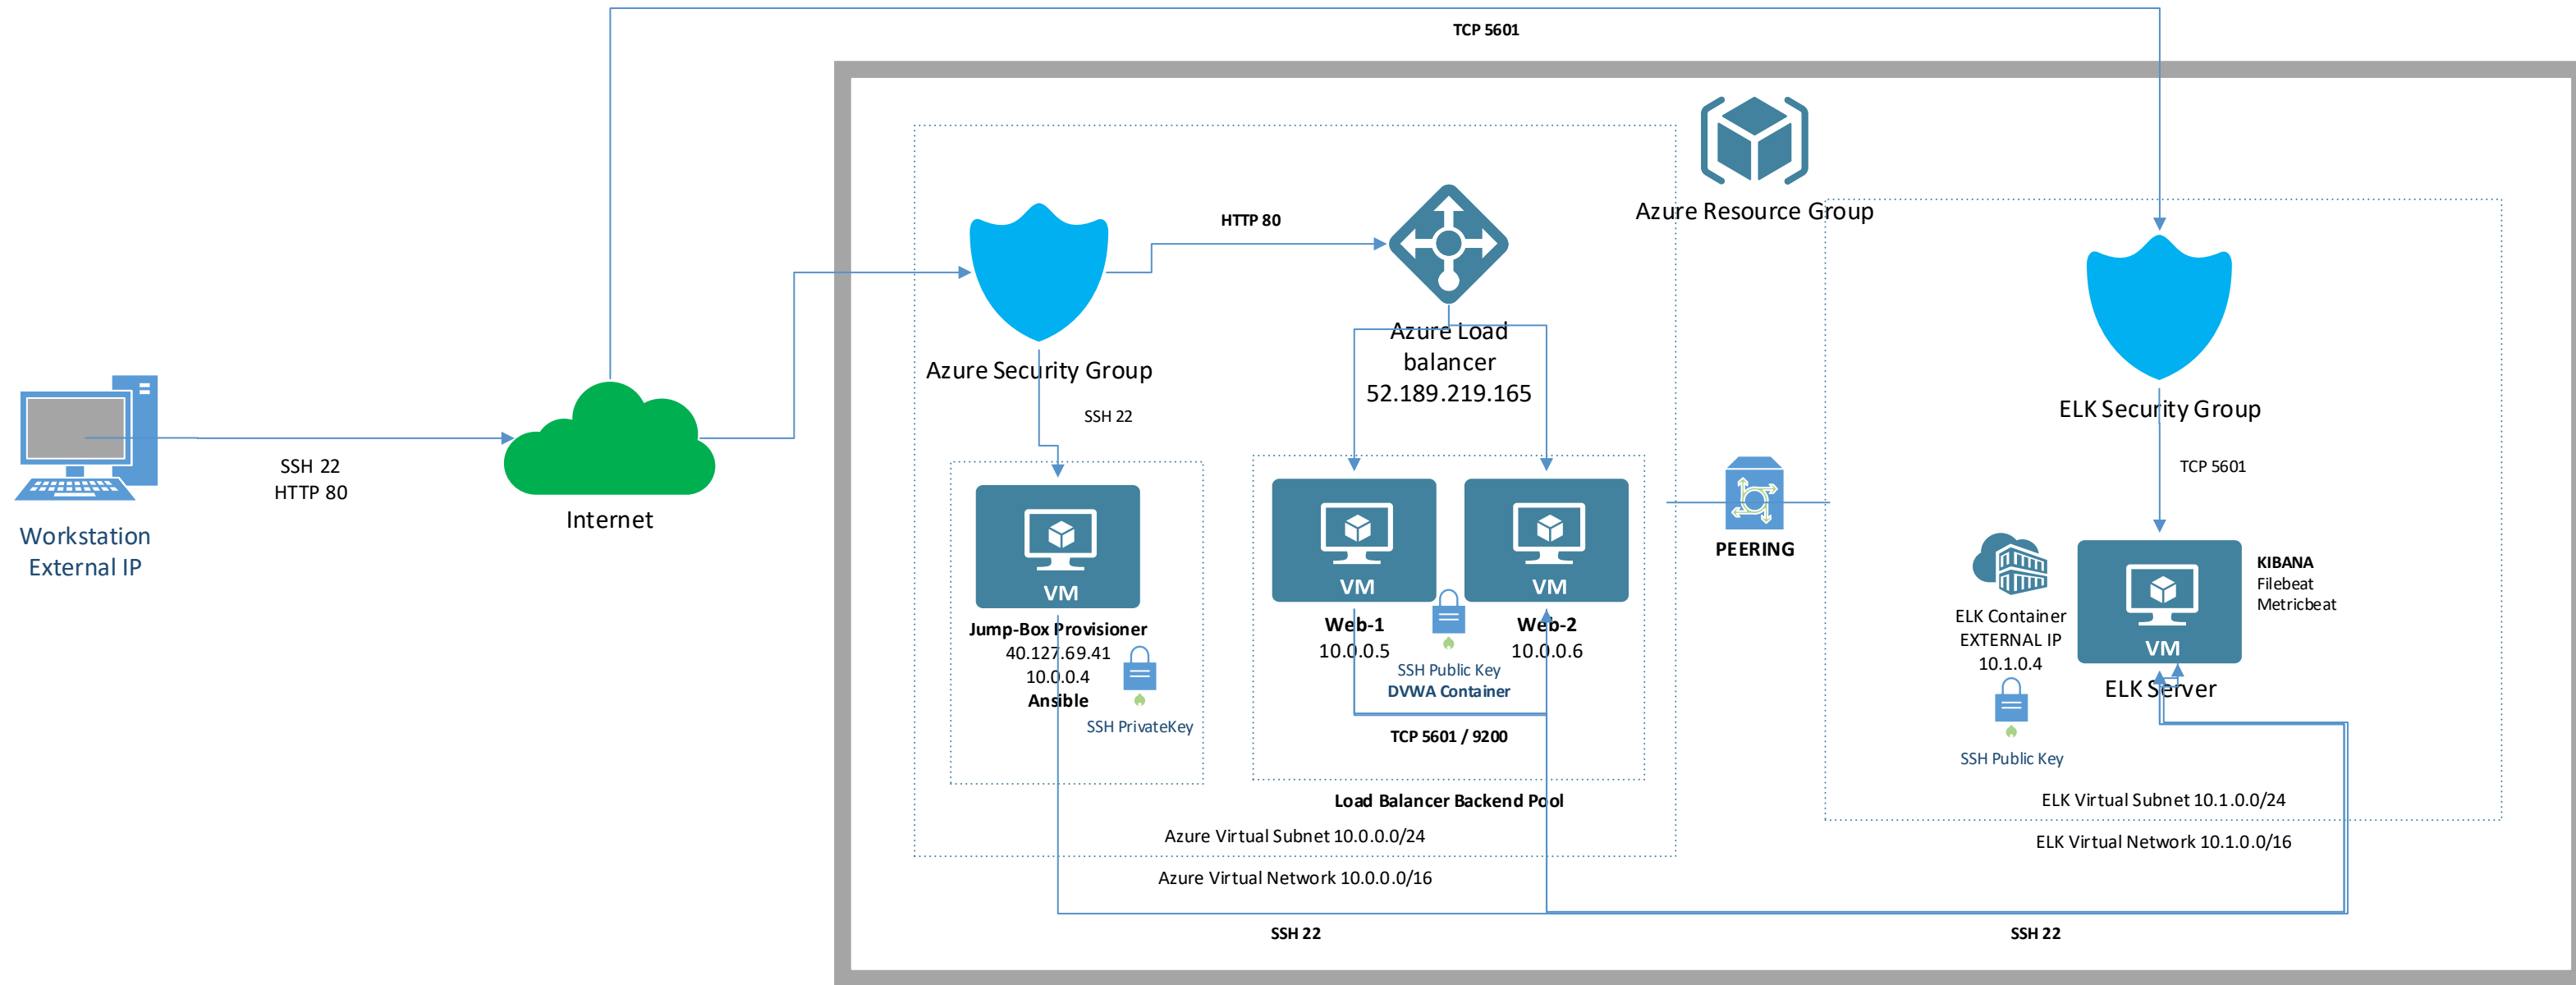 TCP 5601
Azure Resource Group
HTTP 80
Azure Security Group
SSH 22
Azure Load
balancer
52.189.219.165
ELK Security Group
TCP 5601
SSH 22
HTTP 80
Workstation
External IP
Internet
VM
Jump-Box Provisioner
40.127.69.41
10.0.0.4
Ansible
SSH PrivateKey
VM
Web-1
10.0.0.5
VM
Web-2
10.0.0.6
SSH Public Key
DVWA Container
TCP 5601 / 9200
Load Balancer Backend Pool
Azure Virtual Subnet 10.0.0.0/24
Azure Virtual Network 10.0.0.0/16
PEERING
ELK Container
EXTERNAL IP
10.1.0.4
SSH Public Key
VM
ELK Server
KIBANA
Filebeat
Metricbeat
ELK Virtual Subnet 10.1.0.0/24
ELK Virtual Network 10.1.0.0/16
SSH 22
SSH 22